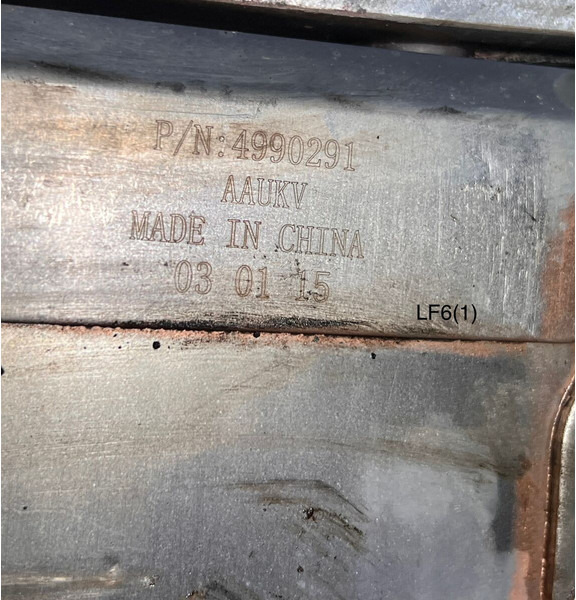 P/N:4990291
AAUKV
MADE IN CHINA
03 01 15
LF6(1)